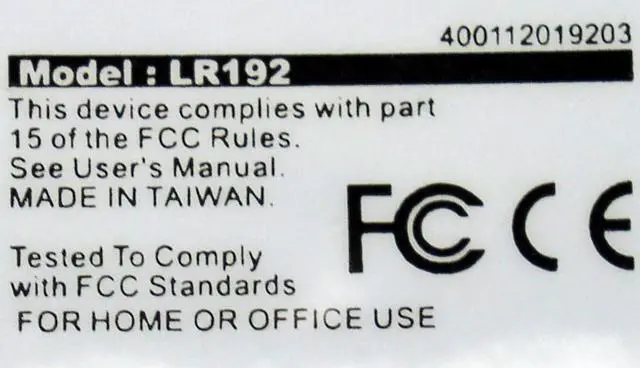 400112019203
Model : LR192
This device complies with part
15 of the FCC Rules.
See User's Manual.
MADE IN TAIWAN.
FC CE
Tested To Comply
with FCC Standards
FOR HOME OR OFFICE USE